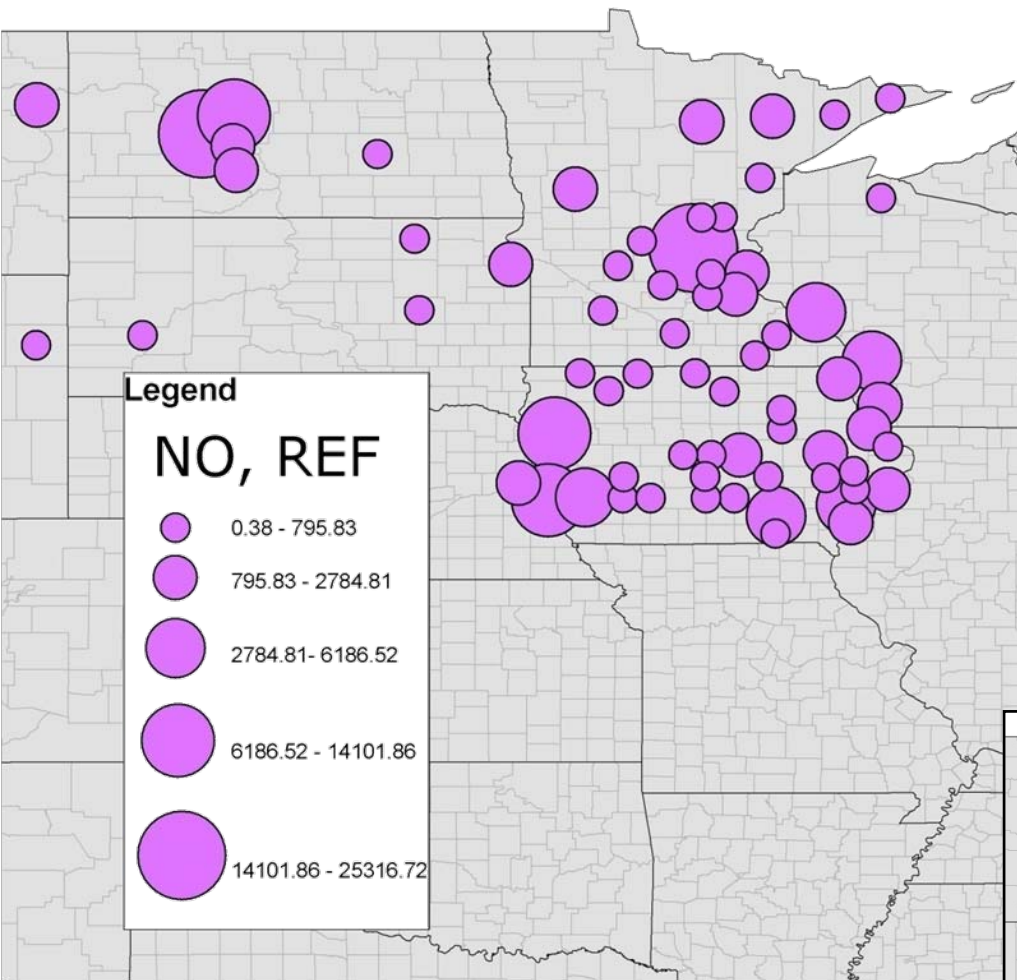 Legend
NO, REF
0.38 - 795.83
795.83 - 2784.81
2784.81- 6186.52
6186.52 - 14101.86
14101.86 - 25316.72